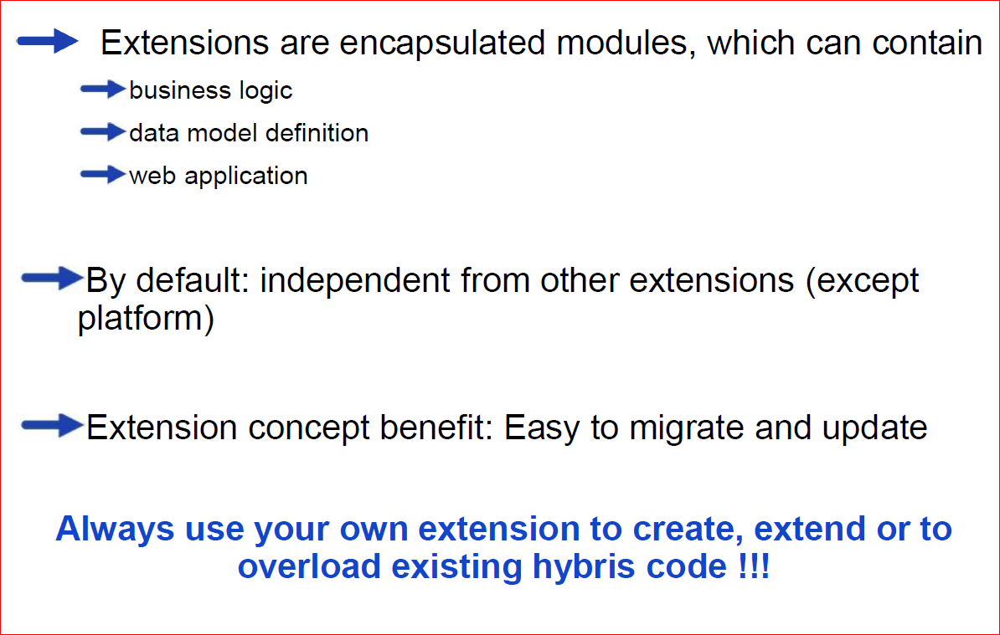 Extensions are encapsulated modules, which can contain
business logic
data model definition
web application
By default: independent from other extensions (except
platform)
Extension concept benefit: Easy to migrate and update
Always use your own extension to create, extend or to
overload existing hybris code !!!